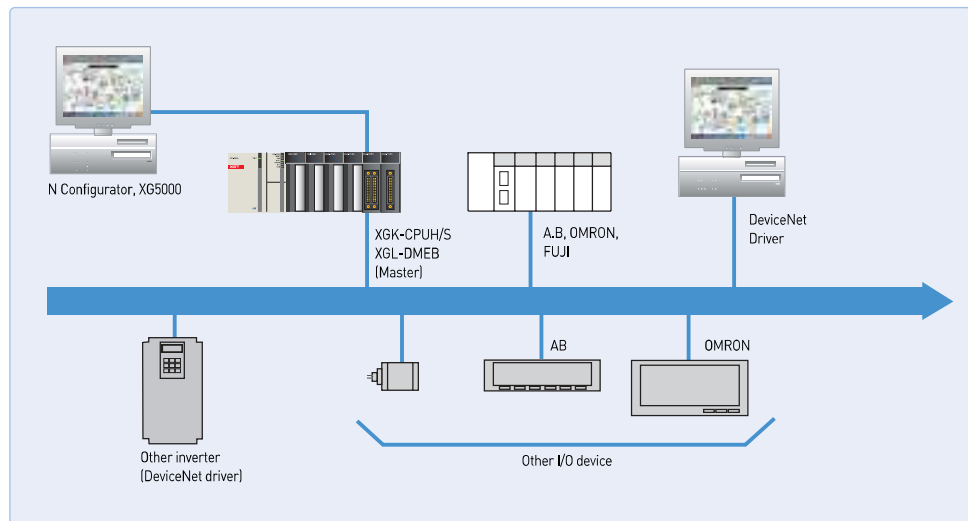 N Configurator, XG5000
XGK-CPUH/S
XGL-DMEB
(Master)
A.B, OMRON,
FUJI
DeviceNet
Driver
AB
OMRON
Other inverter
(DeviceNet driver)
Other I/O device